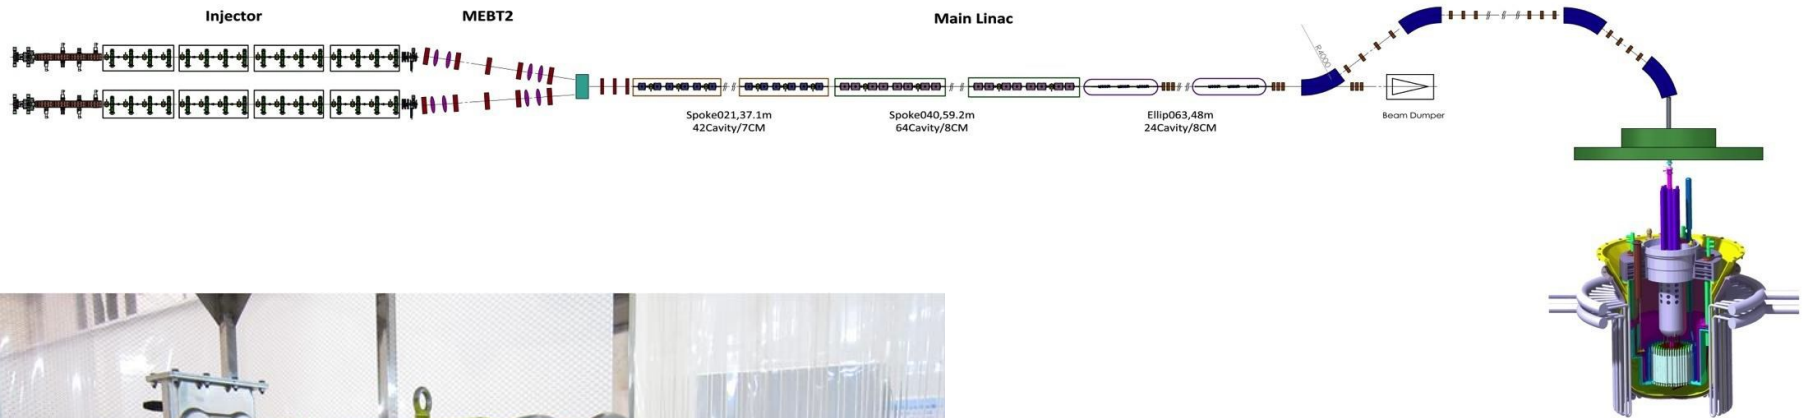 Injector
MEBT2
Main Linac
R4000
Spoke021,37.1m
42Cavity/7CM
Spoke040,59.2m
64Cavity/8CM
Ellip063,48m
24Cavity/8CM
Beam Dumper